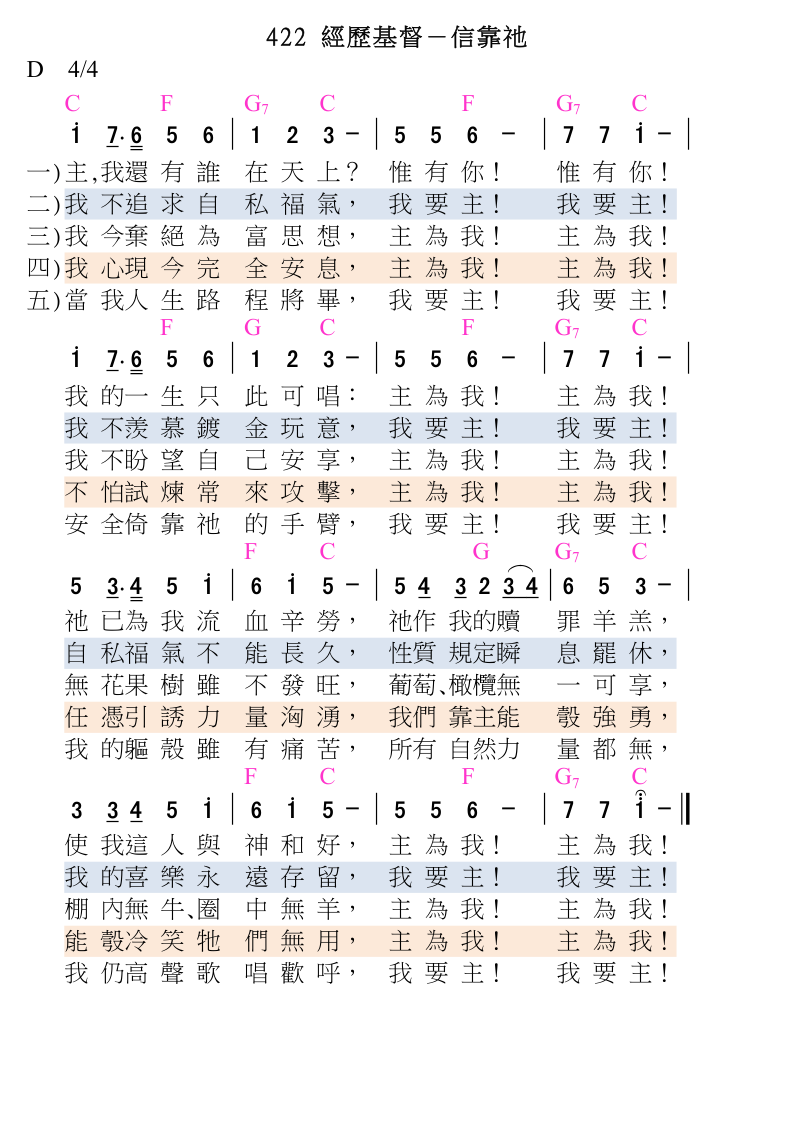 422 經歷基督－信靠祂
D 4/4
C F G7 C F G7 C
i 7· 6 5 6 | 1 2 3 － | 5 5 6 － | 7 7 i － |
一)主,我還 有 誰 在 天 上？ 惟 有 你！ 惟 有 你！
二)我 不追 求 自 私 福 氣， 我 要 主！ 我 要 主！
三)我 今棄 絕 為 富 思 想， 主 為 我！ 主 為 我！
四)我 心現 今 完 全 安 息， 主 為 我！ 主 為 我！
五)當 我人 生 路 程 將 畢， 我 要 主！ 我 要 主！
F G C F G7 C
i 7· 6 5 6 | 1 2 3 － | 5 5 6 － | 7 7 i － |
我 的一 生 只 此 可 唱： 主 為 我！ 主 為 我！
我 不羨 慕 鍍 金 玩 意， 我 要 主！ 我 要 主！
我 不盼 望 自 己 安 享， 主 為 我！ 主 為 我！
不 怕試 煉 常 來 攻 擊， 主 為 我！ 主 為 我！
安 全倚 靠 祂 的 手 臂， 我 要 主！ 我 要 主！
F C G G7 C
5 3· 4 5 i | 6 i 5 － | 5 4 3 2 3 4 | 6 5 3 － |
祂 已為 我 流 血 辛 勞， 祂作 我的贖 罪 羊 羔，
自 私福 氣 不 能 長 久， 性質 規定瞬 息 罷 休，
無 花果 樹 雖 不 發 旺， 葡萄､橄欖無 一 可 享，
任 憑引 誘 力 量 洶 湧， 我們 靠主能 彀 強 勇，
我 的軀 殼 雖 有 痛 苦， 所有 自然力 量 都 無，
F C F G7 C
3 3 4 5 i | 6 i 5 － | 5 5 6 － | 7 7 i － ‖
使 我這 人 與 神 和 好， 主 為 我！ 主 為 我！
我 的喜 樂 永 遠 存 留， 我 要 主！ 我 要 主！
棚 內無 牛､圈 中 無 羊， 主 為 我！ 主 為 我！
能 彀冷 笑 牠 們 無 用， 主 為 我！ 主 為 我！
我 仍高 聲 歌 唱 歡 呼， 我 要 主！ 我 要 主！